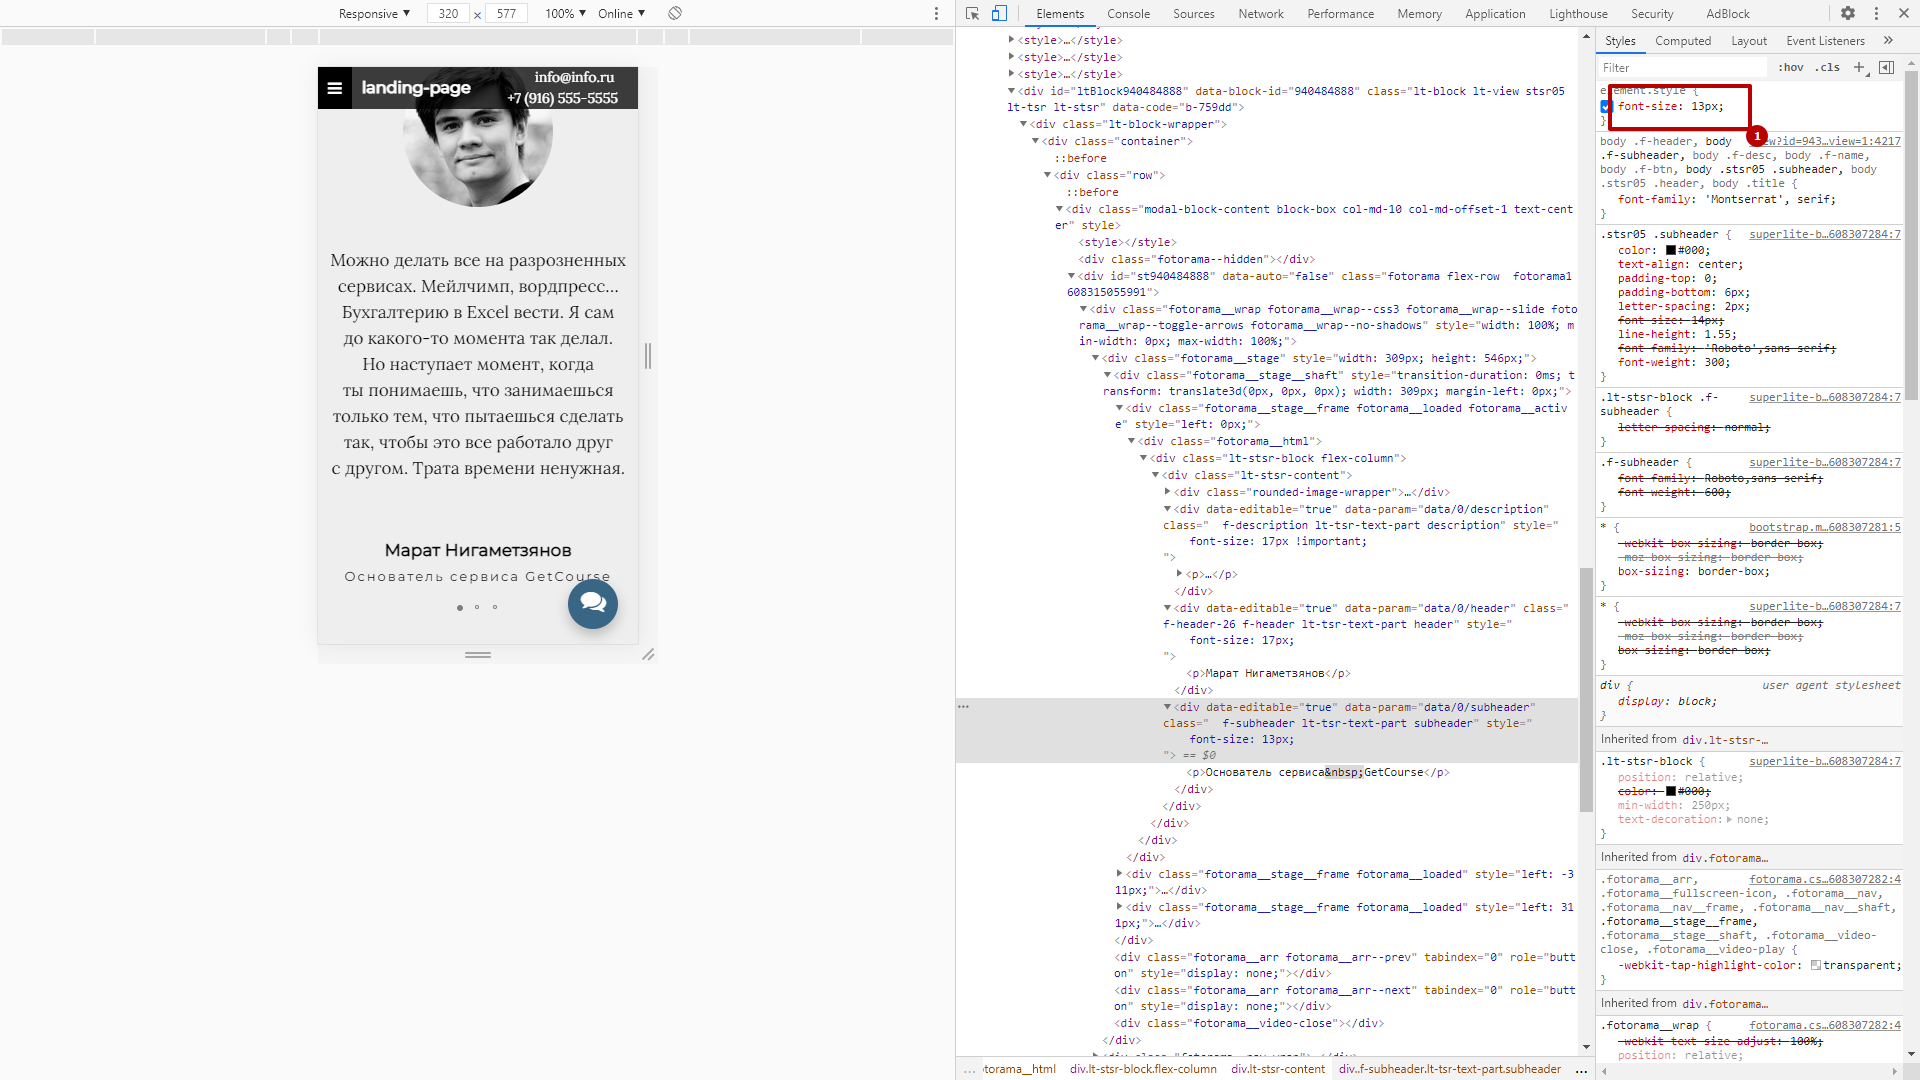 Responsive ▼ 320 x 577 100% ▼ Online ▼
landing-page
info@info.ru
+7 (916) 555-5555
Можно делать все на разрозненных
сервисах. Мейлчимп, вордпресс...
Бухгалтерию в Excel вести. Я сам
до какого-то момента так делал.
Но наступает момент, когда
ты понимаешь, что занимаешься
только тем, что пытаешься сделать
так, чтобы это все работало друг
с другом. Трата времени ненужная.
Марат Нигаметзянов
Основатель сервиса GetCourse
Elements Console Sources Network Performance Memory Application Lighthouse Security AdBlock
<style>…</style>
<style>…</style>
<style>…</style>
<div id="ltBlock940484888" data-block-id="940484888" class="lt-block lt-view stsr05
lt-tsr lt-stsr" data-code="b-759dd">
<div class="lt-block-wrapper">
<div class="container">
::before
<div class="row">
::before
<div class="modal-block-content block-box col-md-10 col-md-offset-1 text-cent
er" style>
<style></style>
<div class="fotorama--hidden"></div>
<div id="st940484888" data-auto="false" class="fotorama flex-row  fotorama1
608315055991">
<div class="fotorama__wrap fotorama__wrap--css3 fotorama__wrap--slide foto
rama__wrap--toggle-arrows fotorama__wrap--no-shadows" style="width: 100%; m
in-width: 0px; max-width: 100%;">
<div class="fotorama__stage" style="width: 309px; height: 546px;">
<div class="fotorama__stage__shaft" style="transition-duration: 0ms; t
ransform: translate3d(0px, 0px, 0px); width: 309px; margin-left: 0px;">
<div class="fotorama__stage__frame fotorama__loaded fotorama__activ
e" style="left: 0px;">
<div class="fotorama__html">
<div class="lt-stsr-block flex-column">
<div class="lt-stsr-content">
<div class="rounded-image-wrapper">…</div>
<div data-editable="true" data-param="data/0/description"
class="  f-description lt-tsr-text-part description" style="
font-size: 17px !important;
">
<p>…</p>
</div>
<div data-editable="true" data-param="data/0/header" class="
f-header-26 f-header lt-tsr-text-part header" style="
font-size: 17px;
">
<p>Марат Нигаметзянов</p>
</div>
<div data-editable="true" data-param="data/0/subheader"
class="  f-subheader lt-tsr-text-part subheader" style="
font-size: 13px;
"> == $0
<p>Основатель сервиса&nbsp;GetCourse</p>
</div>
</div>
</div>
</div>
</div>
<div class="fotorama__stage__frame fotorama__loaded" style="left: -3
11px;">…</div>
<div class="fotorama__stage__frame fotorama__loaded" style="left: 31
1px;">…</div>
</div>
<div class="fotorama__arr fotorama__arr--prev" tabindex="0" role="butt
on" style="display: none;"></div>
<div class="fotorama__arr fotorama__arr--next" tabindex="0" role="butt
on" style="display: none;"></div>
<div class="fotorama__video-close"></div>
</div>
… otorama__html div.lt-stsr-block.flex-column div.lt-stsr-content div..f-subheader.lt-tsr-text-part.subheader …
Styles Computed Layout Event Listeners »
Filter :hov .cls +
element.style {
font-size: 13px;
}
1
body .f-header, body
.f-subheader, body .f-desc, body .f-name,
body .f-btn, body .stsr05 .subheader, body
.stsr05 .header, body .title {
font-family: 'Montserrat', serif;
}
.stsr05 .subheader { superlite-b…608307284:7
color: #000;
text-align: center;
padding-top: 0;
padding-bottom: 6px;
letter-spacing: 2px;
font-size: 14px;
line-height: 1.55;
font-family: 'Roboto',sans-serif;
font-weight: 300;
}
.lt-stsr-block .f- superlite-b…608307284:7
subheader {
letter-spacing: normal;
}
.f-subheader { superlite-b…608307284:7
font-family: Roboto,sans-serif;
font-weight: 600;
}
* { bootstrap.m…608307281:5
-webkit-box-sizing: border-box;
-moz-box-sizing: border-box;
box-sizing: border-box;
}
* { superlite-b…608307284:7
-webkit-box-sizing: border-box;
-moz-box-sizing: border-box;
box-sizing: border-box;
}
div { user agent stylesheet
display: block;
}
Inherited from div.lt-stsr-…
.lt-stsr-block { superlite-b…608307284:7
position: relative;
color: #000;
min-width: 250px;
text-decoration: none;
}
Inherited from div.fotorama…
.fotorama__arr, fotorama.cs…608307282:4
.fotorama__fullscreen-icon, .fotorama__nav,
.fotorama__nav__frame, .fotorama__nav__shaft,
.fotorama__stage__frame,
.fotorama__stage__shaft, .fotorama__video-
close, .fotorama__video-play {
-webkit-tap-highlight-color: transparent;
}
Inherited from div.fotorama…
.fotorama__wrap { fotorama.cs…608307282:4
-webkit-text-size-adjust: 100%;
position: relative;